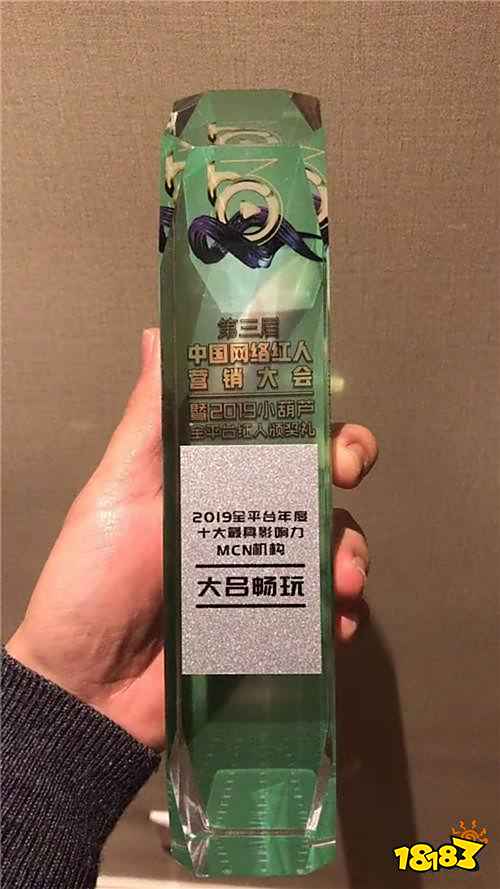 第三届
中国网络红人
营销大会
暨2019小葫芦
全平台红人颁奖礼
2019全平台年度
十大最具影响力
MCN机构
大吕畅玩
18183